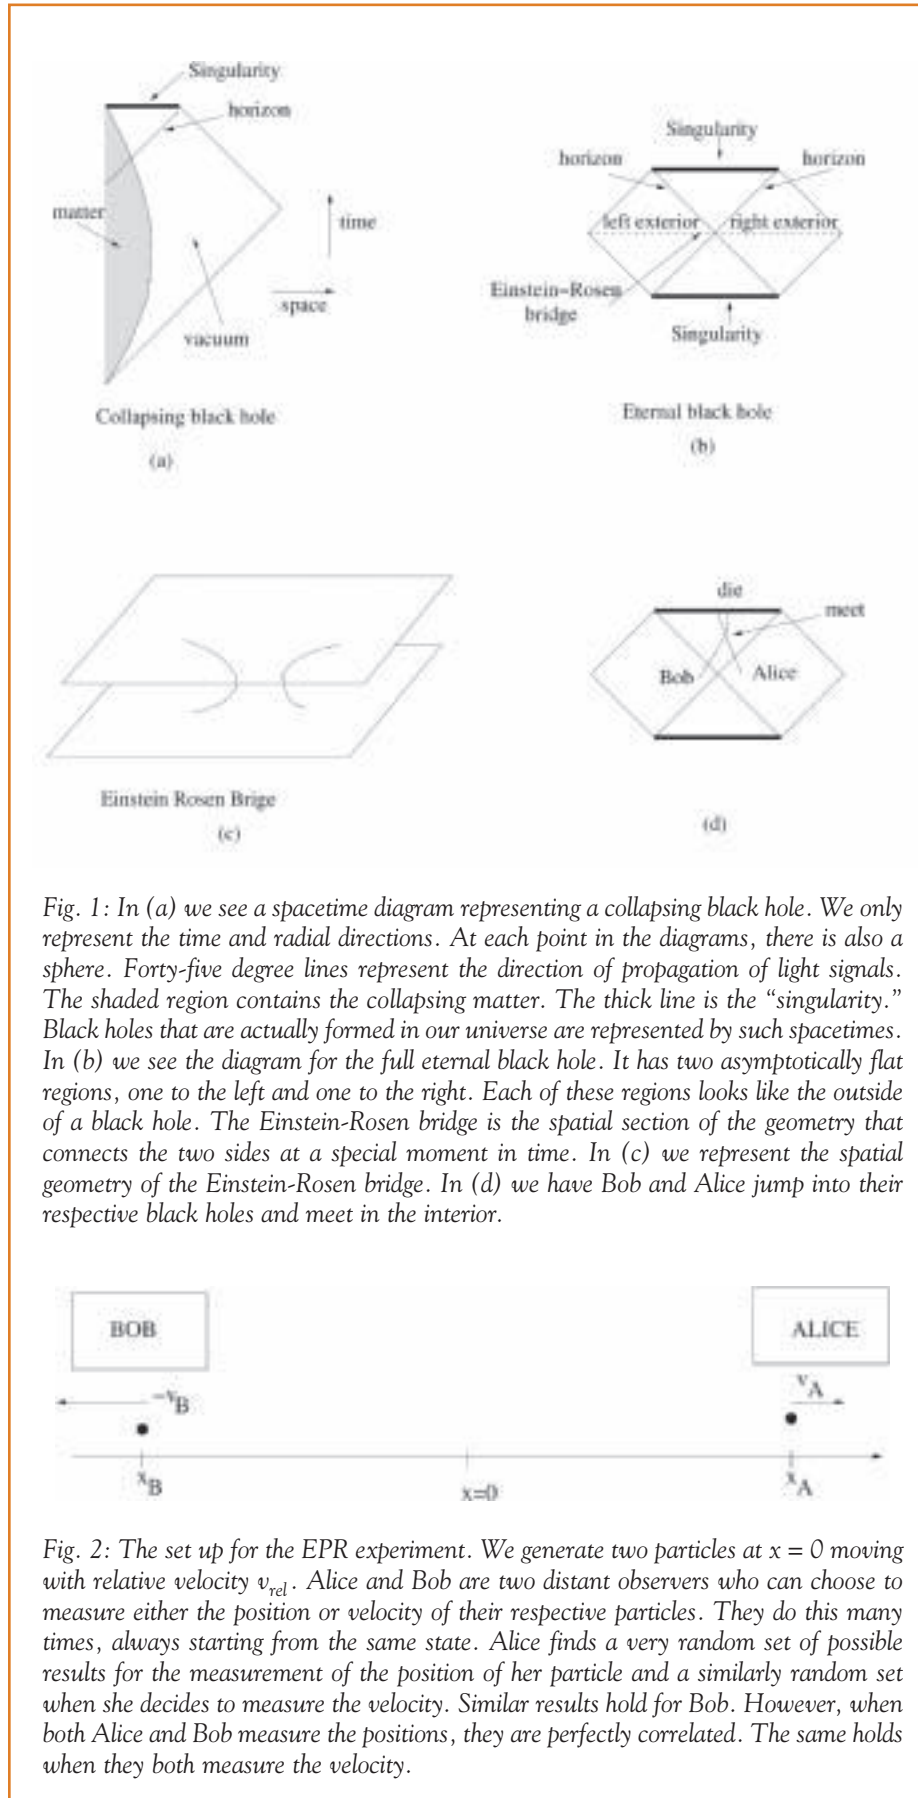 Singularity
horizon
matter
time
space
vacuum
Collapsing black hole
(a)
Singularity
horizon horizon
left exterior right exterior
Einstein-Rosen
bridge
Singularity
Eternal black hole
(b)
Einstein Rosen Brige
(c)
die
meet
Bob Alice
(d)
Fig. 1: In (a) we see a spacetime diagram representing a collapsing black hole. We only
represent the time and radial directions. At each point in the diagrams, there is also a
sphere. Forty-five degree lines represent the direction of propagation of light signals.
The shaded region contains the collapsing matter. The thick line is the “singularity.”
Black holes that are actually formed in our universe are represented by such spacetimes.
In (b) we see the diagram for the full eternal black hole. It has two asymptotically flat
regions, one to the left and one to the right. Each of these regions looks like the outside
of a black hole. The Einstein-Rosen bridge is the spatial section of the geometry that
connects the two sides at a special moment in time. In (c) we represent the spatial
geometry of the Einstein-Rosen bridge. In (d) we have Bob and Alice jump into their
respective black holes and meet in the interior.
BOB ALICE
-v_B v_A
x_B x=0 x_A
Fig. 2: The set up for the EPR experiment. We generate two particles at x = 0 moving
with relative velocity v_rel. Alice and Bob are two distant observers who can choose to
measure either the position or velocity of their respective particles. They do this many
times, always starting from the same state. Alice finds a very random set of possible
results for the measurement of the position of her particle and a similarly random set
when she decides to measure the velocity. Similar results hold for Bob. However, when
both Alice and Bob measure the positions, they are perfectly correlated. The same holds
when they both measure the velocity.